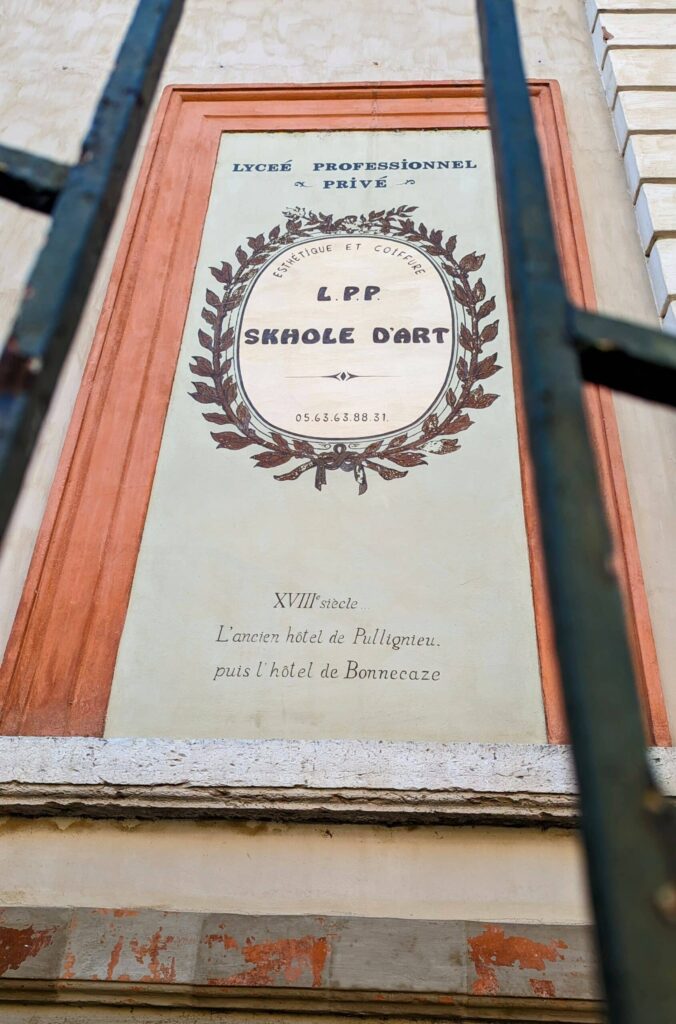 LYCEÉ PROFESSIONNEL
PRIVÉ
ESTHÉTIQUE ET COIFFURE
L.P.P.
SKHOLE D'ART
05.63.63.88.31.
XVIIIe siècle...
L'ancien hôtel de Pullignieu.
puis l'hôtel de Bonnecaze